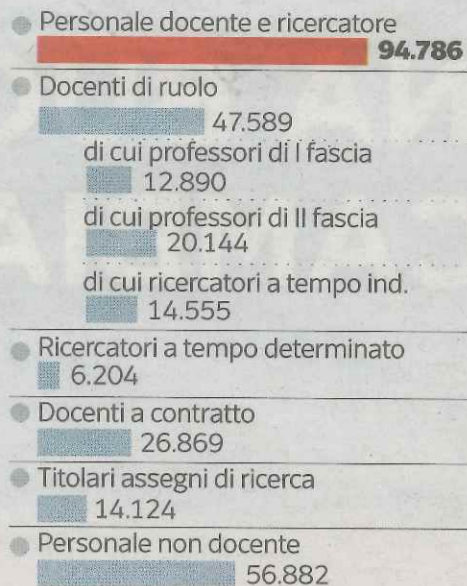 Personale docente e ricercatore
94.786
Docenti di ruolo
47.589
di cui professori di I fascia
12.890
di cui professori di II fascia
20.144
di cui ricercatori a tempo ind.
14.555
Ricercatori a tempo determinato
6.204
Docenti a contratto
26.869
Titolari assegni di ricerca
14.124
Personale non docente
56.882